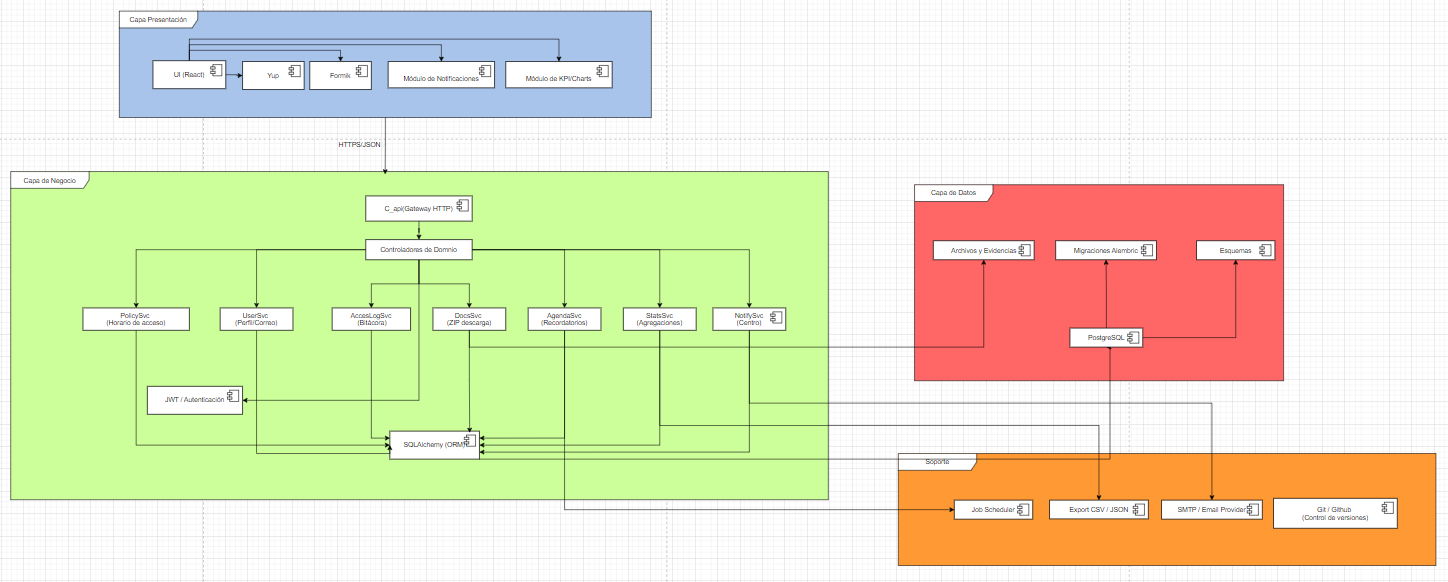 Capa Presentación
UI (React)
Yup
Formik
Módulo de Notificaciones
Módulo de KPI/Charts
HTTPS/JSON
Capa de Negocio
C_api(Gateway HTTP)
Controladores de Domnio
PolicySvc
(Horario de acceso)
UserSvc
(Perfil/Correo)
AccesLogSvc
(Bitácora)
DocsSvc
(ZIP descarga)
AgendaSvc
(Recordatorios)
StatsSvc
(Agregaciones)
NotifySvc
(Centro)
JWT / Autenticación
SQLAlchemy (ORM)
Capa de Datos
Archivos y Evidencias
Migraciones Alembric
Esquemas
PostgreSQL
Soporte
Job Scheduler
Export CSV / JSON
SMTP / Email Provider
Git / Github
(Control de versiones)